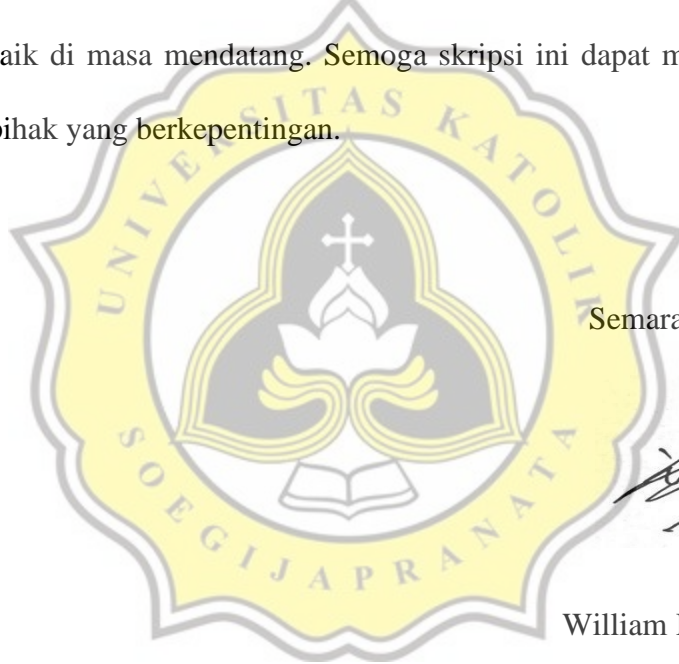 aik di masa mendatang. Semoga skripsi ini dapat m
pihak yang berkepentingan.
UNIVERSITAS KATOLIK
Semara
SOEGIJAPRANATA
William